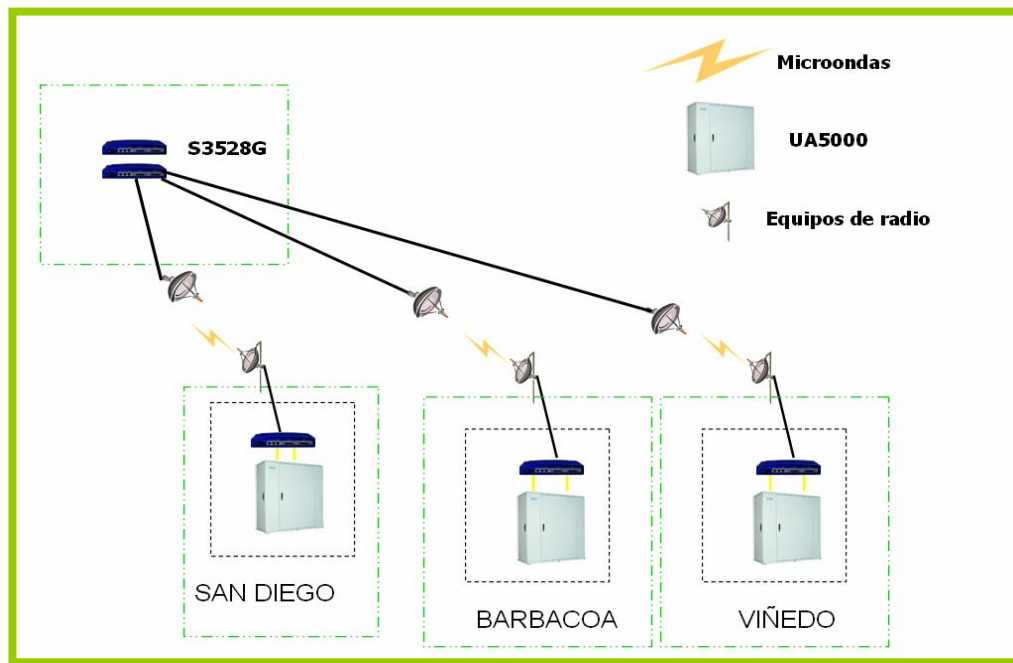 Microondas
S3528G
UA5000
Equipos de radio
SAN DIEGO
BARBACOA
VIÑEDO